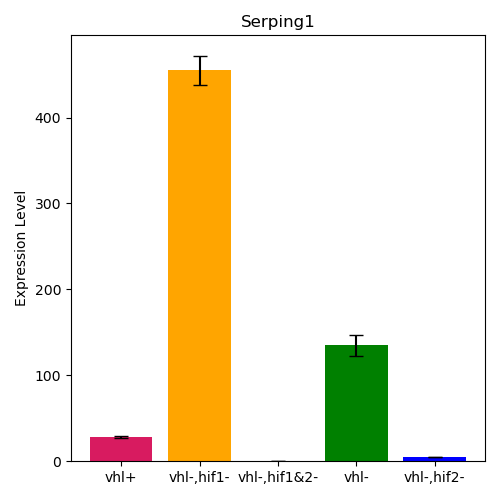 Serping1
Expression Level
400
300
200
100
0
vhl+ vhl-,hif1- vhl-,hif1&2- vhl- vhl-,hif2-